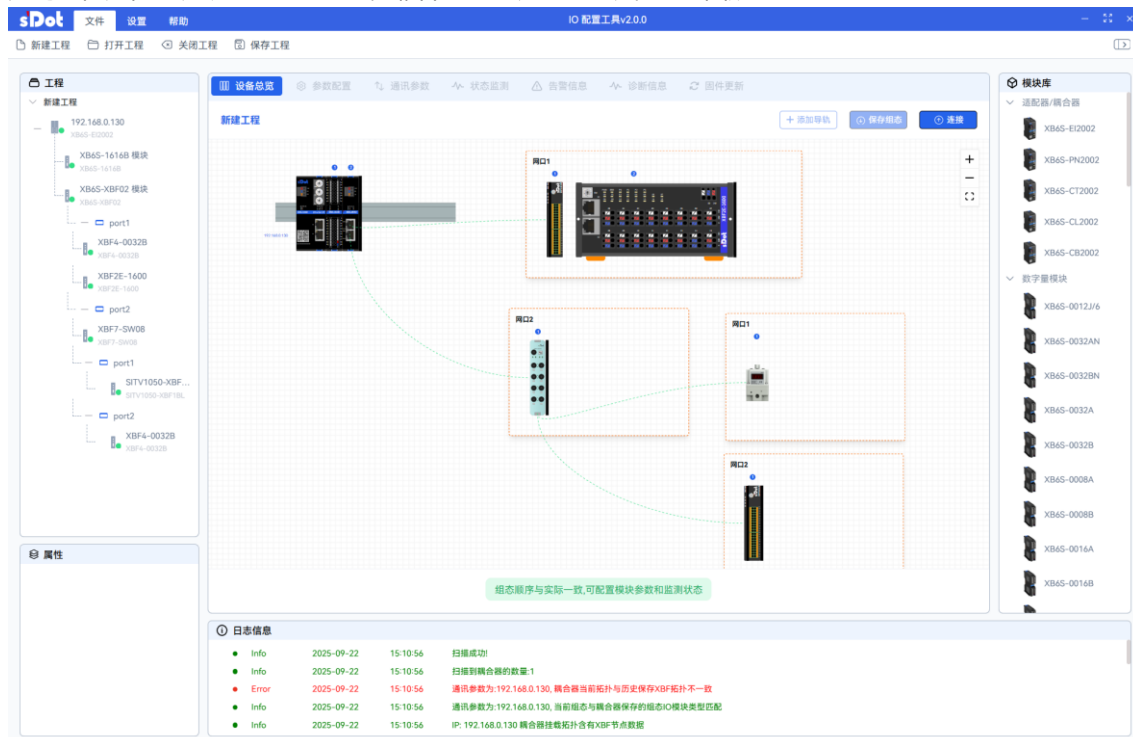 sDot 文件 设置 帮助 IO 配置工具v2.0.0
新建工程 打开工程 关闭工程 保存工程
工程
新建工程
192.168.0.130
XB6S-EI2002
XB6S-1616B 模块
XB6S-1616B
XB6S-XBF02 模块
XB6S-XBF02
port1
XBF4-0032B
XBF4-0032B
XBF2E-1600
XBF2E-1600
port2
XBF7-SW08
XBF7-SW08
port1
SITV1050-XBF...
SITV1050-XBF1BL
port2
XBF4-0032B
XBF4-0032B
属性
设备总览 参数配置 通讯参数 状态监测 告警信息 诊断信息 固件更新
新建工程 + 添加导轨 保存组态 连接
网口1
网口2
网口1
网口2
组态顺序与实际一致,可配置模块参数和监测状态
模块库
适配器/耦合器
XB6S-EI2002
XB6S-PN2002
XB6S-CT2002
XB6S-CL2002
XB6S-CB2002
数字量模块
XB6S-0012J/6
XB6S-0032AN
XB6S-0032BN
XB6S-0032A
XB6S-0032B
XB6S-0008A
XB6S-0008B
XB6S-0016A
XB6S-0016B
日志信息
Info 2025-09-22 15:10:56 扫描成功!
Info 2025-09-22 15:10:56 扫描到耦合器的数量:1
Error 2025-09-22 15:10:56 通讯参数为:192.168.0.130, 耦合器当前拓扑与历史保存XBF拓扑不一致
Info 2025-09-22 15:10:56 通讯参数为:192.168.0.130, 当前组态与耦合器保存的组态IO模块类型匹配
Info 2025-09-22 15:10:56 IP: 192.168.0.130 耦合器挂载拓扑含有XBF节点数据